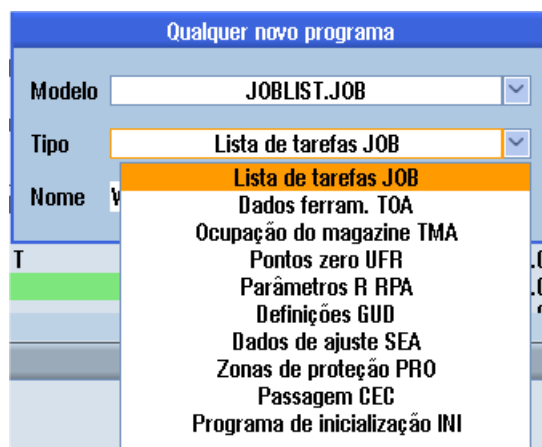 Qualquer novo programa
Modelo JOBLIST.JOB
Tipo Lista de tarefas JOB
Nome
Lista de tarefas JOB
Dados ferram. TOA
Ocupação do magazine TMA
Pontos zero UFR
Parâmetros R RPA
Definições GUD
Dados de ajuste SEA
Zonas de proteção PRO
Passagem CEC
Programa de inicialização INI
T